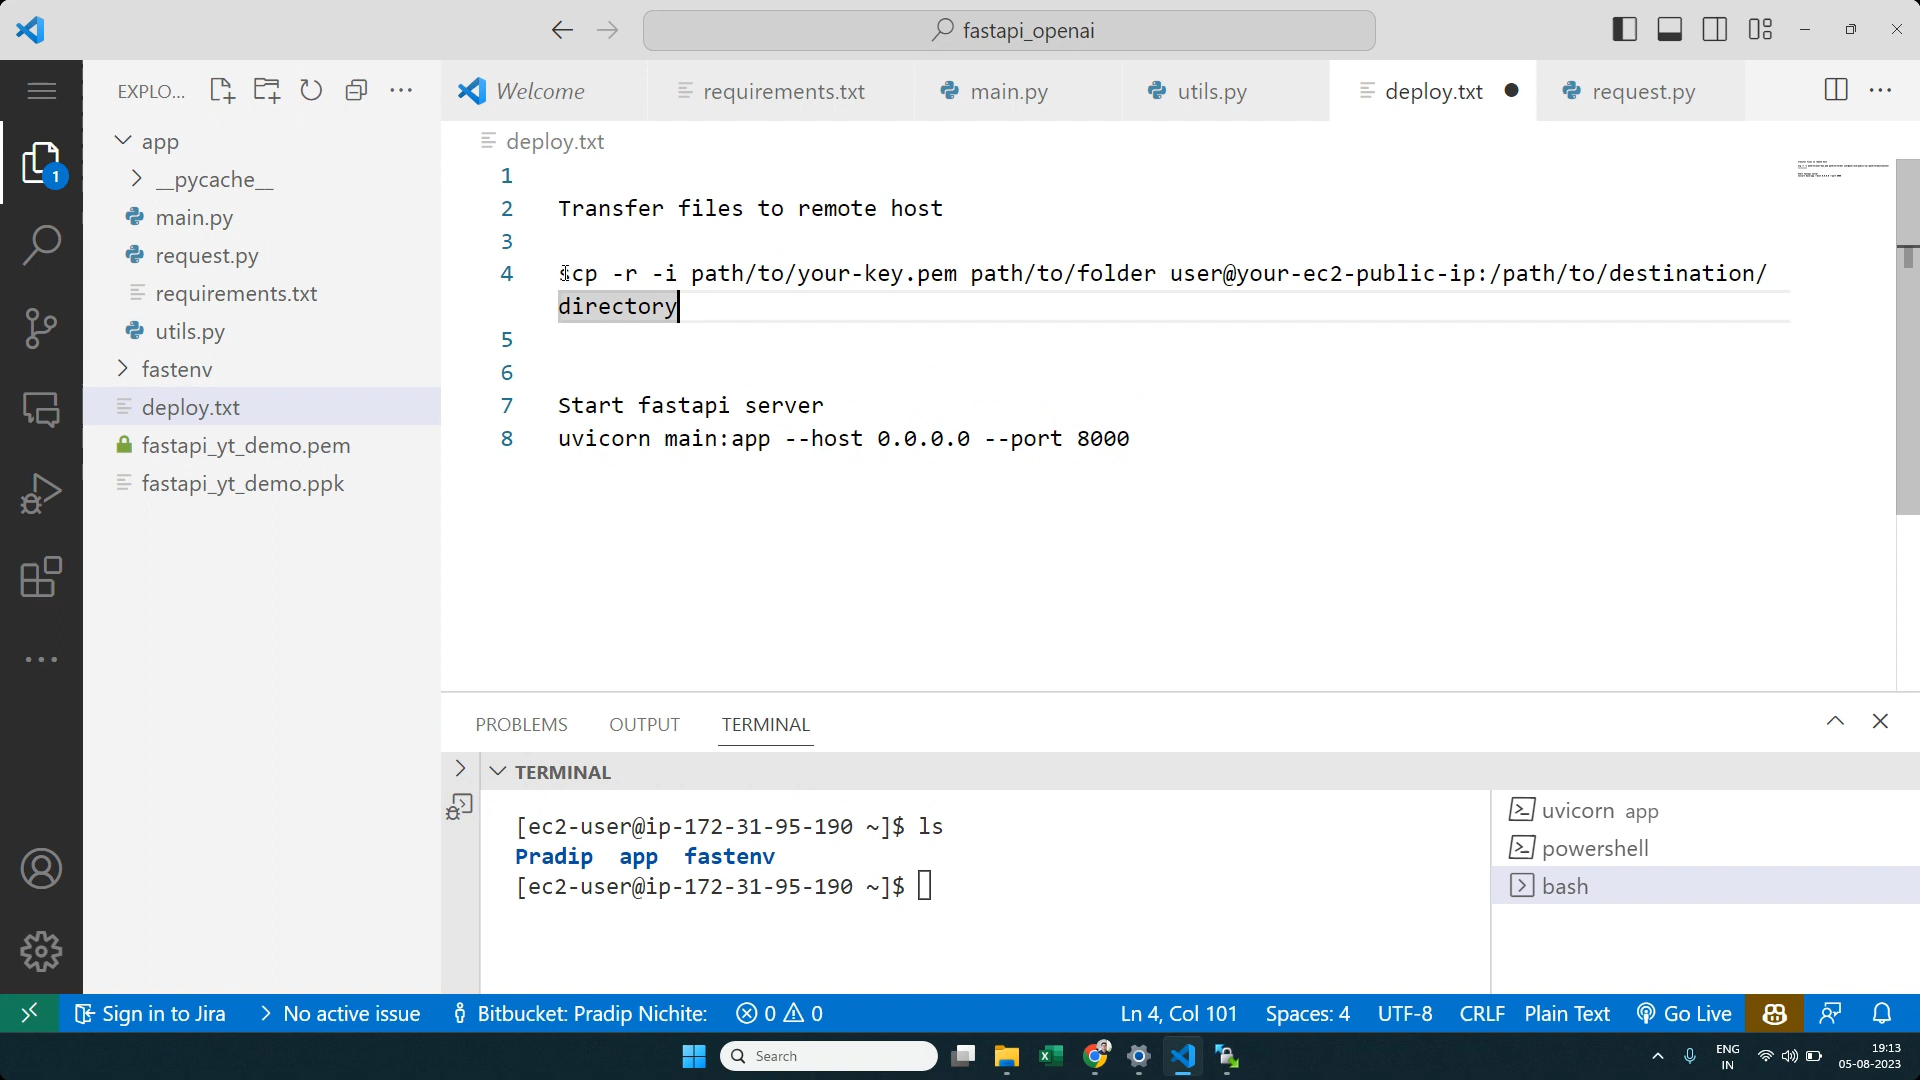 fastapi_openai
EXPLO...
Welcome
requirements.txt
main.py
utils.py
deploy.txt
request.py
app
__pycache__
main.py
request.py
requirements.txt
utils.py
fastenv
deploy.txt
fastapi_yt_demo.pem
fastapi_yt_demo.ppk
1
deploy.txt
1
2 Transfer files to remote host
3
4 scp -r -i path/to/your-key.pem path/to/folder user@your-ec2-public-ip:/path/to/destination/
directory
5
6
7 Start fastapi server
8 uvicorn main:app --host 0.0.0.0 --port 8000
PROBLEMS OUTPUT TERMINAL
TERMINAL
[ec2-user@ip-172-31-95-190 ~]$ ls
Pradip app fastenv
[ec2-user@ip-172-31-95-190 ~]$
uvicorn app
powershell
bash
Sign in to Jira
No active issue
Bitbucket: Pradip Nichite:
0 0
Ln 4, Col 101
Spaces: 4
UTF-8
CRLF
Plain Text
Go Live
Search
ENG
IN
19:13
05-08-2023